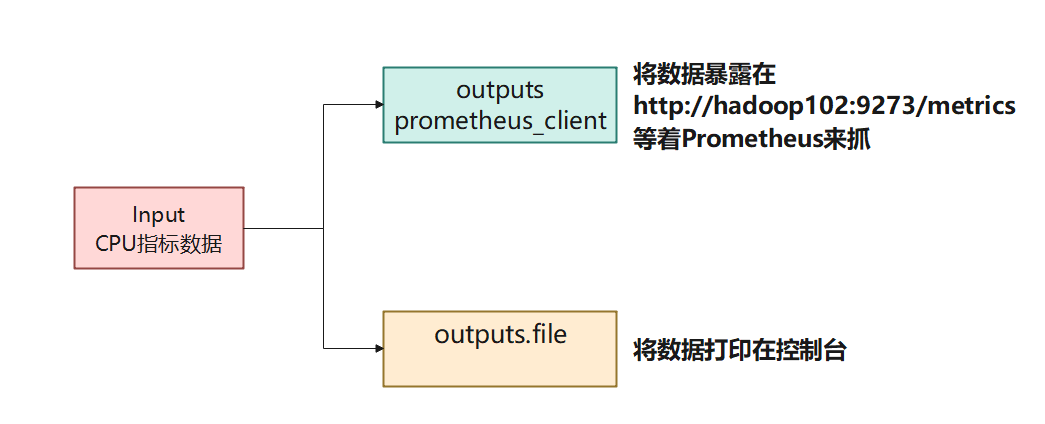 outputs
prometheus_client
将数据暴露在
http://hadoop102:9273/metrics
等着Prometheus来抓
Input
CPU指标数据
outputs.file
将数据打印在控制台